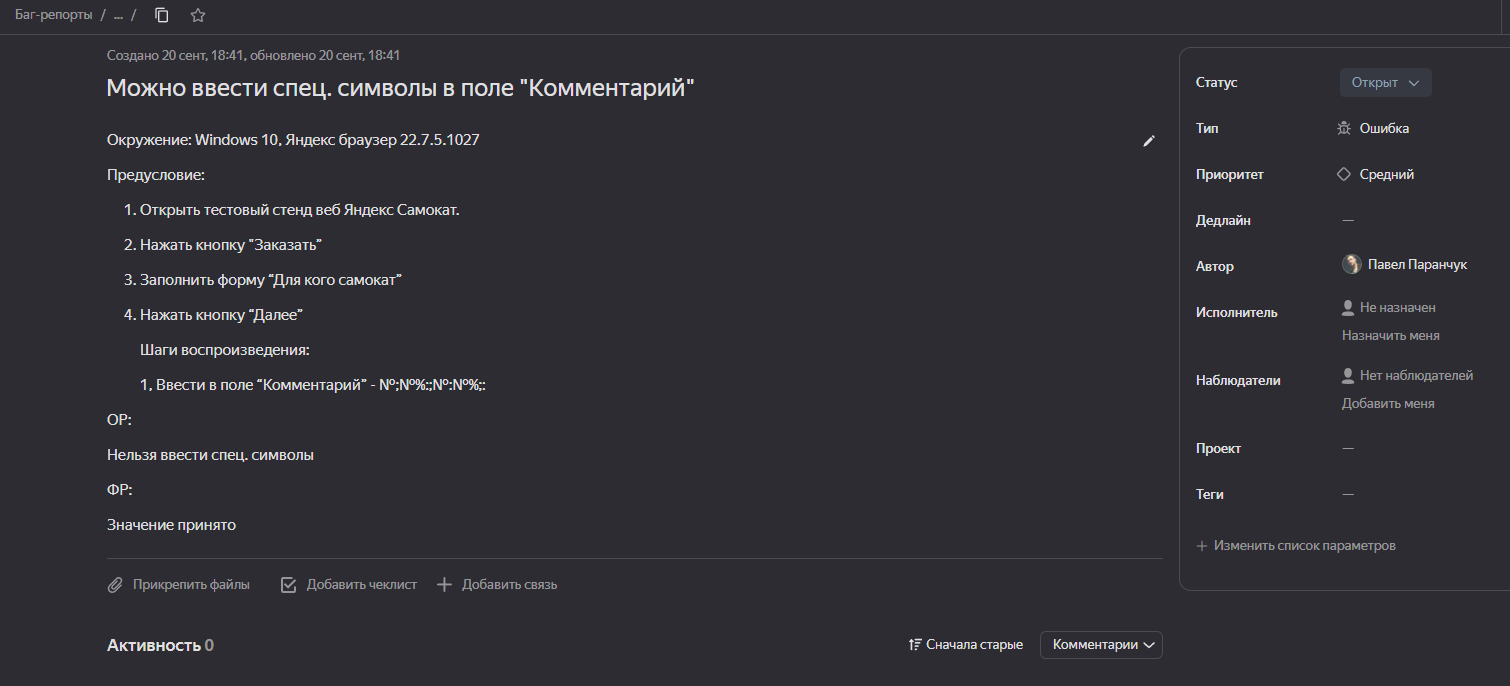 Баг-репорты / ... /
Создано 20 сент, 18:41, обновлено 20 сент, 18:41
Можно ввести спец. символы в поле "Комментарий"
Окружение: Windows 10, Яндекс браузер 22.7.5.1027
Предусловие:
1. Открыть тестовый стенд веб Яндекс Самокат.
2. Нажать кнопку "Заказать”
3. Заполнить форму “Для кого самокат”
4. Нажать кнопку “Далее”
Шаги воспроизведения:
1, Ввести в поле “Комментарий” - №;№%:;№:№%;:
ОР:
Нельзя ввести спец. символы
ФР:
Значение принято
Прикрепить файлы Добавить чеклист Добавить связь
Активность 0
Сначала старые Комментарии
Статус Открыт
Тип Ошибка
Приоритет Средний
Дедлайн —
Автор Павел Паранчук
Исполнитель Не назначен
Назначить меня
Наблюдатели Нет наблюдателей
Добавить меня
Проект —
Теги —
+ Изменить список параметров